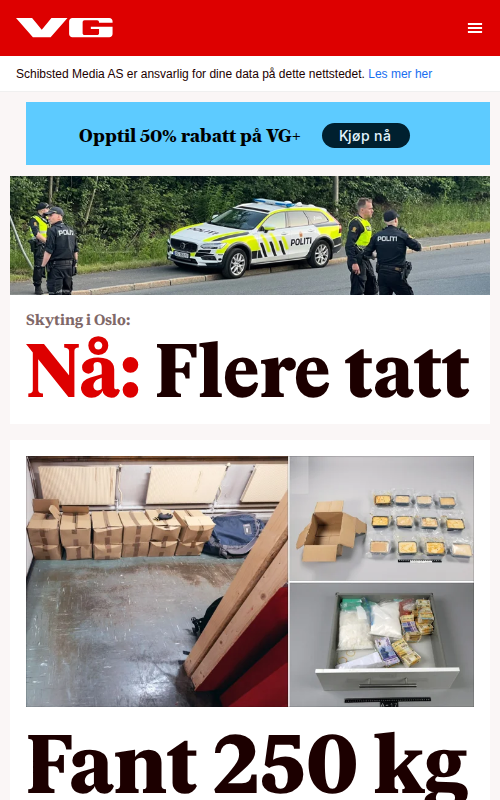 VG
Schibsted Media AS er ansvarlig for dine data på dette nettstedet. Les mer her
Opptil 50% rabatt på VG+
Kjøp nå
POLITI
POLITI
POLITI
Skyting i Oslo:
Nå: Flere tatt
Fant 250 kg